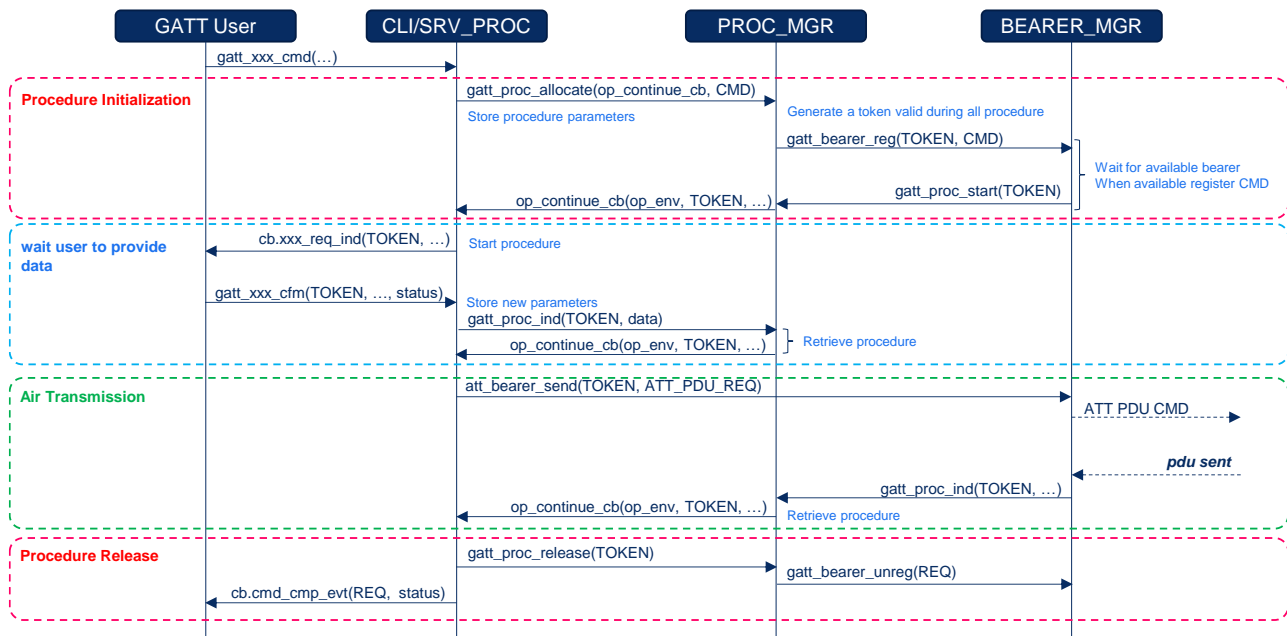 GATT User
CLI/SRV_PROC
PROC_MGR
BEARER_MGR
gatt_xxx_cmd(…)
Procedure Initialization
gatt_proc_allocate(op_continue_cb, CMD)
Store procedure parameters
Generate a token valid during all procedure
gatt_bearer_reg(TOKEN, CMD)
Wait for available bearer
When available register CMD
gatt_proc_start(TOKEN)
op_continue_cb(op_env, TOKEN, …)
wait user to provide
data
cb.xxx_req_ind(TOKEN, …)
Start procedure
gatt_xxx_cfm(TOKEN, …, status)
Store new parameters
gatt_proc_ind(TOKEN, data)
op_continue_cb(op_env, TOKEN, …)
Retrieve procedure
Air Transmission
att_bearer_send(TOKEN, ATT_PDU_REQ)
ATT PDU CMD
pdu sent
gatt_proc_ind(TOKEN, …)
op_continue_cb(op_env, TOKEN, …)
Retrieve procedure
Procedure Release
gatt_proc_release(TOKEN)
gatt_bearer_unreg(REQ)
cb.cmd_cmp_evt(REQ, status)